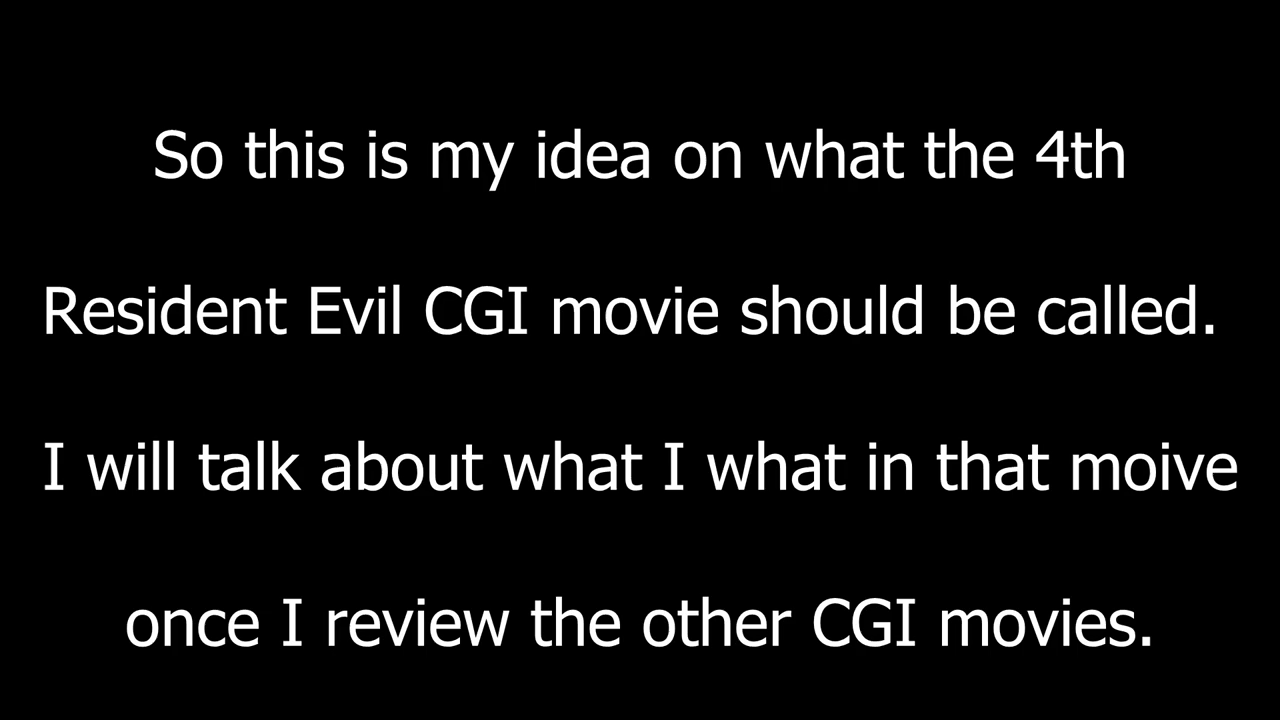 So this is my idea on what the 4th
Resident Evil CGI movie should be called.
I will talk about what I what in that moive
once I review the other CGI movies.